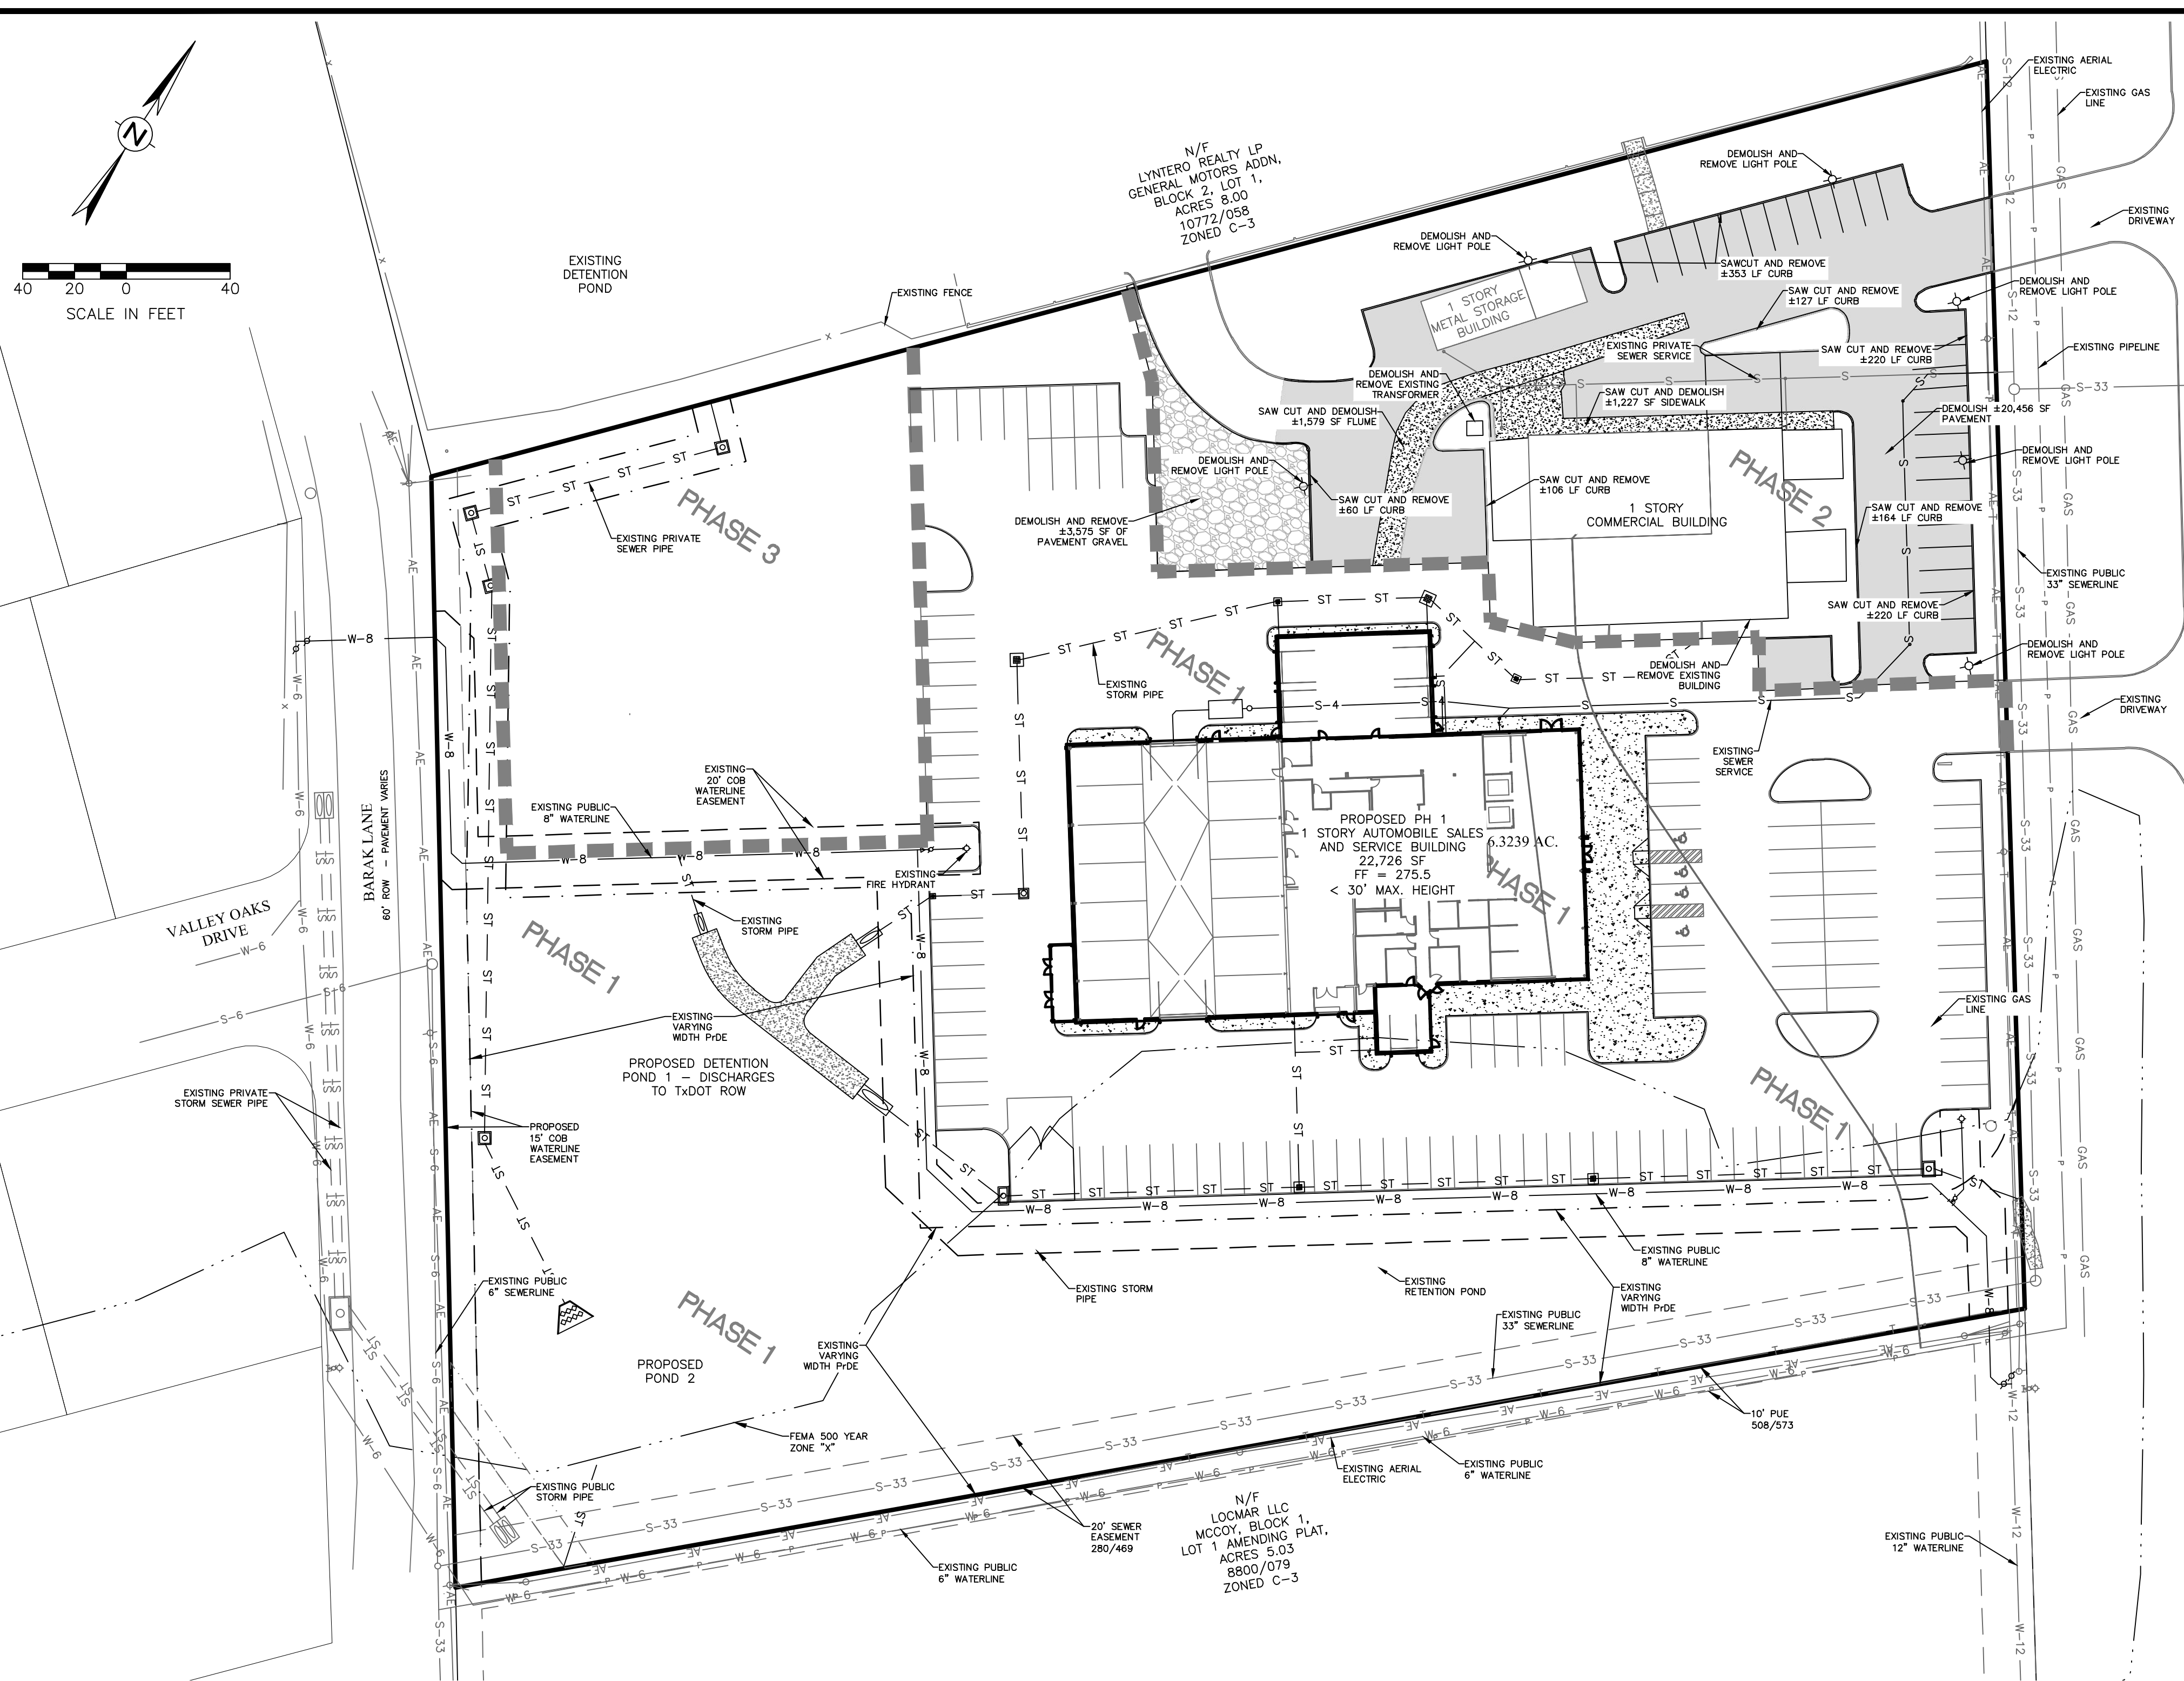 N
40 20 0 40
SCALE IN FEET
EXISTING
DETENTION
POND
N/F
LYNTERO REALTY LP
GENERAL MOTORS ADDN,
BLOCK 2, LOT 1,
ACRES 8.00
10772/058
ZONED C-3
EXISTING AERIAL
ELECTRIC
EXISTING GAS
LINE
DEMOLISH AND
REMOVE LIGHT POLE
EXISTING
DRIVEWAY
DEMOLISH AND
REMOVE LIGHT POLE
SAWCUT AND REMOVE
±353 LF CURB
DEMOLISH AND
REMOVE LIGHT POLE
SAW CUT AND REMOVE
±127 LF CURB
EXISTING FENCE
1 STORY
METAL STORAGE
BUILDING
EXISTING PRIVATE
SEWER SERVICE
SAW CUT AND REMOVE
±220 LF CURB
EXISTING PIPELINE
DEMOLISH AND
REMOVE EXISTING
TRANSFORMER
SAW CUT AND DEMOLISH
±1,227 SF SIDEWALK
SAW CUT AND DEMOLISH
±1,579 SF FLUME
DEMOLISH ±20,456 SF
PAVEMENT
DEMOLISH AND
REMOVE LIGHT POLE
DEMOLISH AND
REMOVE LIGHT POLE
PHASE 2
SAW CUT AND REMOVE
±106 LF CURB
SAW CUT AND REMOVE
±60 LF CURB
1 STORY
COMMERCIAL BUILDING
SAW CUT AND REMOVE
±164 LF CURB
DEMOLISH AND REMOVE
±3,575 SF OF
PAVEMENT GRAVEL
PHASE 3
EXISTING PRIVATE
SEWER PIPE
EXISTING PUBLIC
33" SEWERLINE
SAW CUT AND REMOVE
±220 LF CURB
DEMOLISH AND
REMOVE LIGHT POLE
DEMOLISH AND
REMOVE EXISTING
BUILDING
PHASE 1
EXISTING
STORM PIPE
EXISTING
DRIVEWAY
EXISTING
SEWER
SERVICE
EXISTING
20' COB
WATERLINE
EASEMENT
EXISTING PUBLIC
8" WATERLINE
BARAK LANE
60' ROW - PAVEMENT VARIES
VALLEY OAKS
DRIVE
PROPOSED PH 1
1 STORY AUTOMOBILE SALES
AND SERVICE BUILDING
22,726 SF
FF = 275.5
< 30' MAX. HEIGHT
6.3239 AC.
PHASE 1
EXISTING
FIRE HYDRANT
EXISTING
STORM PIPE
PHASE 1
EXISTING
VARYING
WIDTH PrDE
EXISTING GAS
LINE
PROPOSED DETENTION
POND 1 - DISCHARGES
TO TxDOT ROW
PHASE 1
EXISTING PRIVATE
STORM SEWER PIPE
PROPOSED
15' COB
WATERLINE
EASEMENT
EXISTING PUBLIC
8" WATERLINE
EXISTING PUBLIC
6" SEWERLINE
EXISTING STORM
PIPE
EXISTING
RETENTION POND
EXISTING
VARYING
WIDTH PrDE
EXISTING PUBLIC
33" SEWERLINE
PHASE 1
EXISTING
VARYING
WIDTH PrDE
PROPOSED
POND 2
10' PUE
508/573
FEMA 500 YEAR
ZONE "X"
EXISTING AERIAL
ELECTRIC
EXISTING PUBLIC
6" WATERLINE
EXISTING PUBLIC
STORM PIPE
20' SEWER
EASEMENT
280/469
N/F
LOCMAR LLC
MCCOY, BLOCK 1,
LOT 1 AMENDING PLAT,
ACRES 5.03
8800/079
ZONED C-3
EXISTING PUBLIC
6" WATERLINE
EXISTING PUBLIC
12" WATERLINE